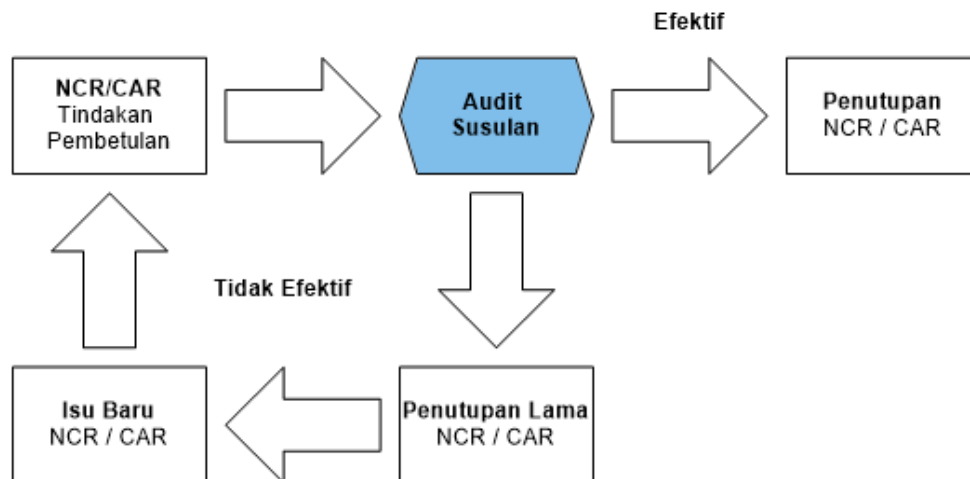 Efektif
NCR/CAR
Tindakan
Pembetulan
Audit
Susulan
Penutupan
NCR / CAR
Tidak Efektif
Isu Baru
NCR / CAR
Penutupan Lama
NCR / CAR